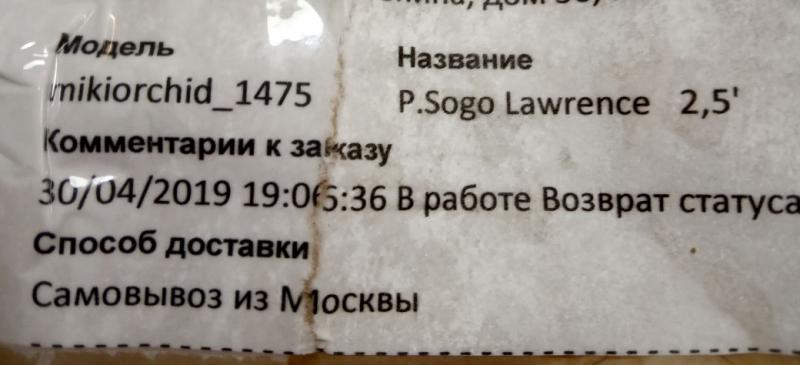 Модель
Название
mikiorchid_1475
P.Sogo Lawrence 2,5'
Комментарии к заказу
30/04/2019 19:06:36 В работе Возврат статуса
Способ доставки
Самовывоз из Москвы